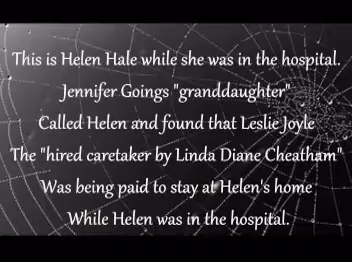 This is Helen Hale while she was in the hospital.
Jennifer Goings "granddaughter"
Called Helen and found that Leslie Joyle
The "hired caretaker by Linda Diane Cheatham"
Was being paid to stay at Helen's home
While Helen was in the hospital.